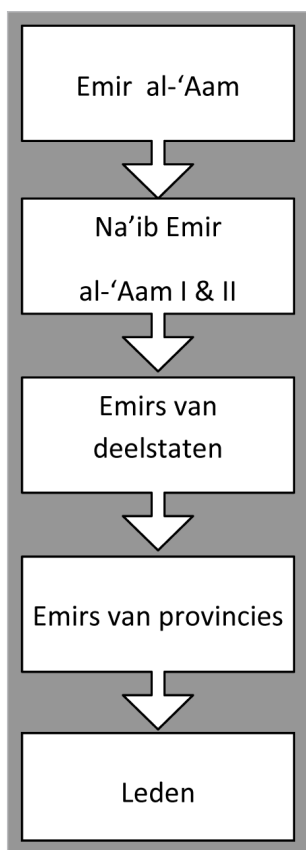 Emir al-‘Aam
Na’ib Emir
al-‘Aam I & II
Emirs van
deelstaten
Emirs van provincies
Leden